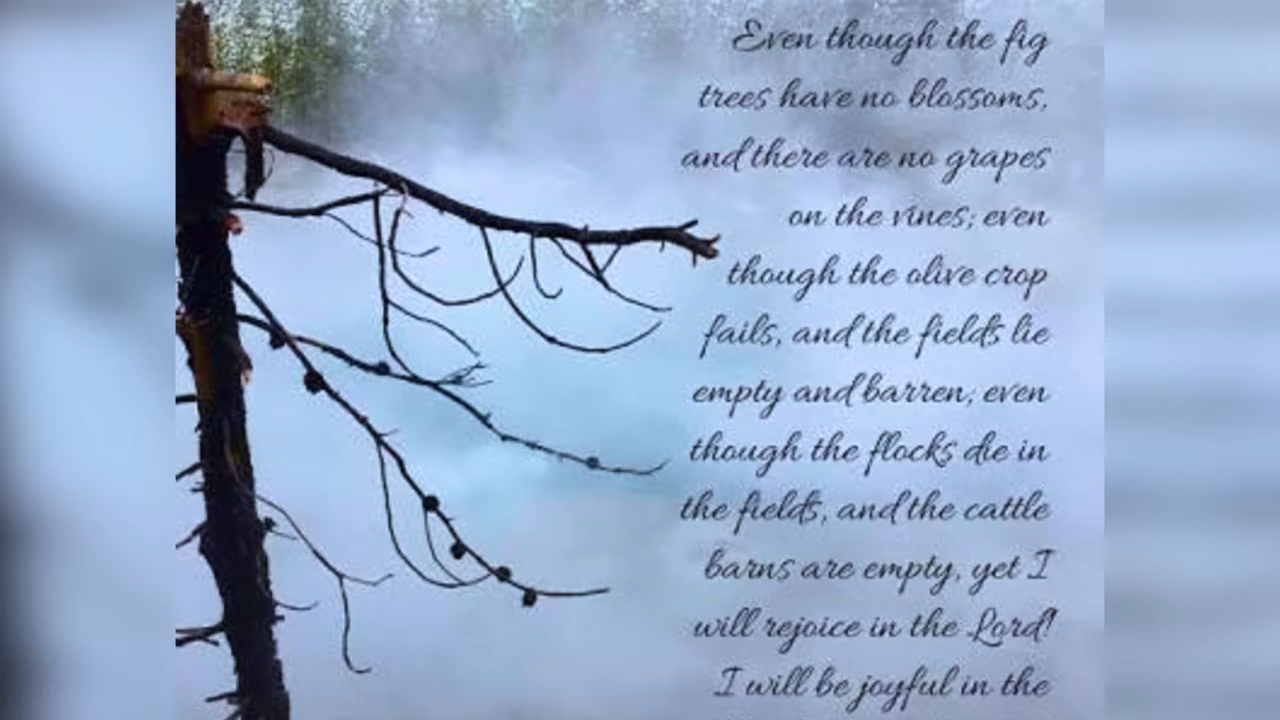 Even though the fig
trees have no blossoms,
and there are no grapes
on the vines; even
though the olive crop
fails, and the fields lie
empty and barren; even
though the flocks die in
the fields, and the cattle
barns are empty, yet I
will rejoice in the Lord!
I will be joyful in the